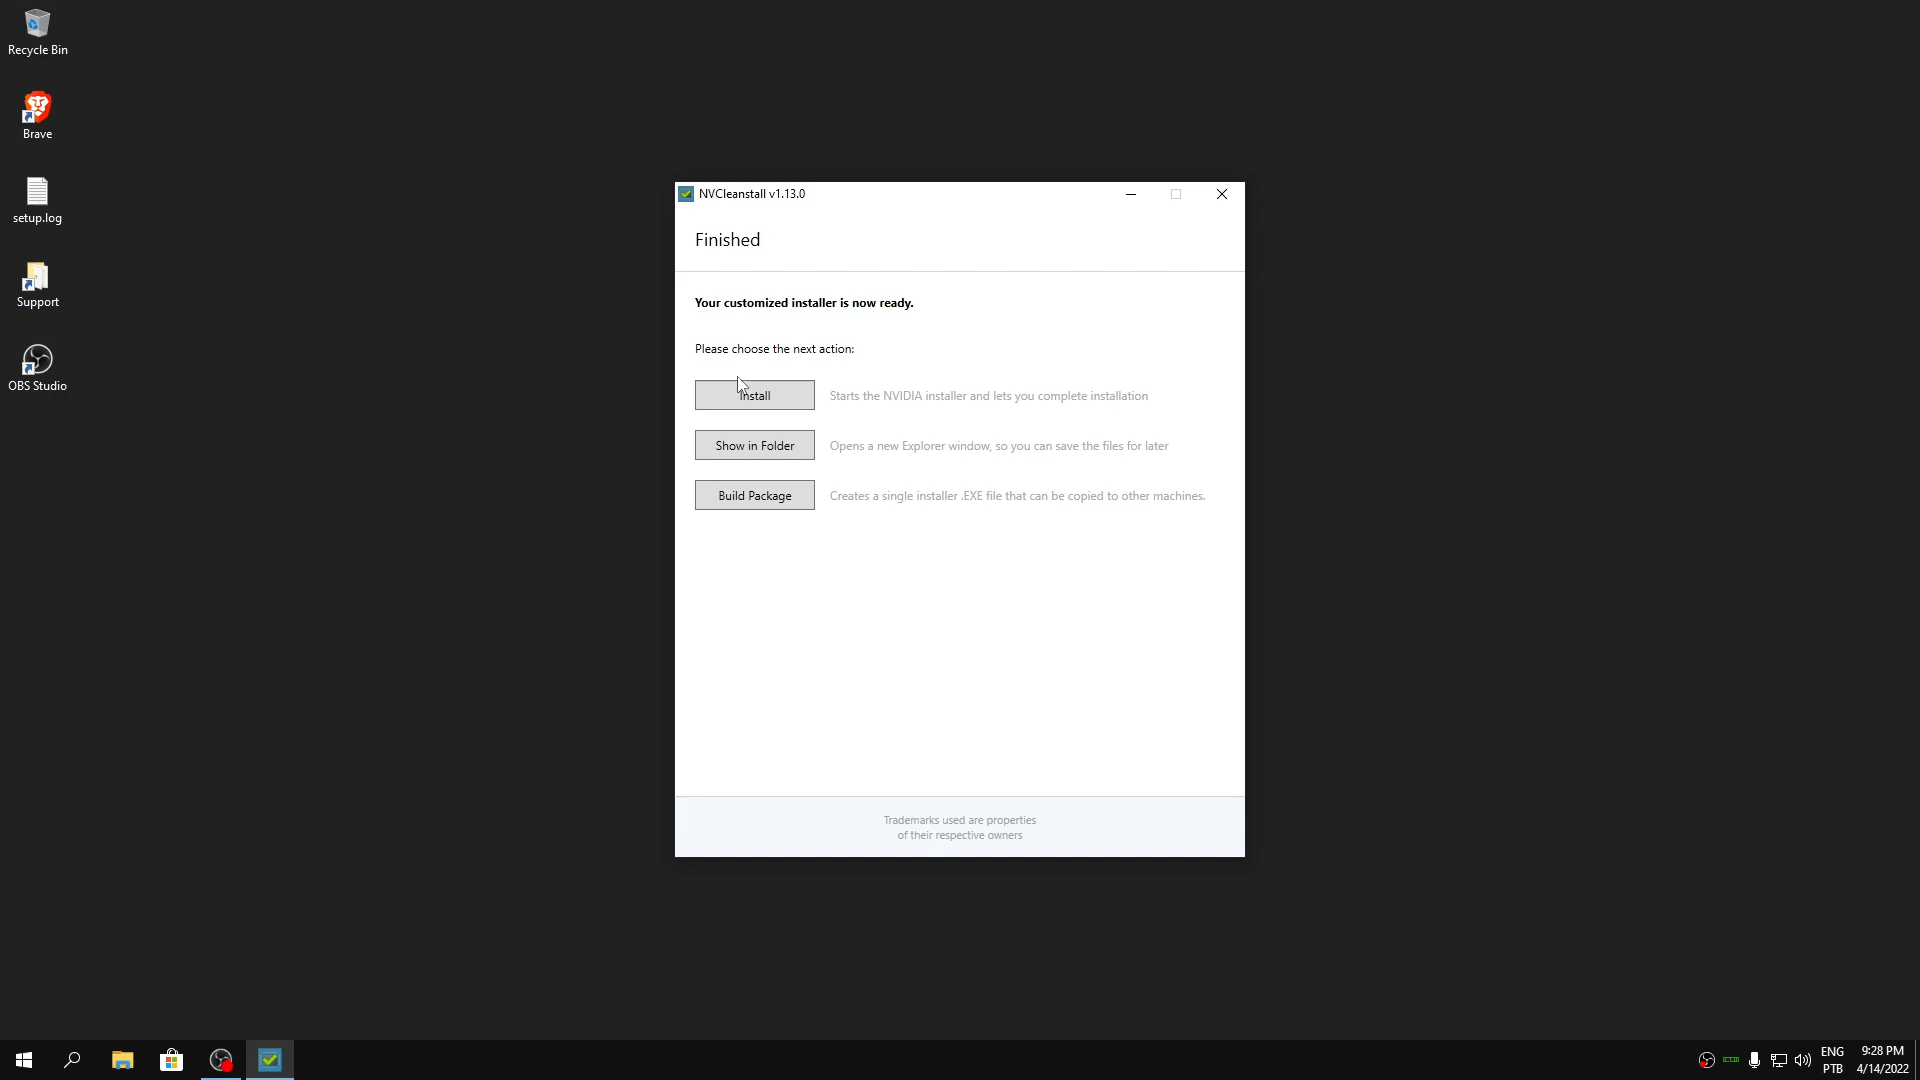 Recycle Bin
Brave
setup.log
Support
OBS Studio
NVCleanstall v1.13.0
Finished
Your customized installer is now ready.
Please choose the next action:
Install Starts the NVIDIA installer and lets you complete installation
Show in Folder Opens a new Explorer window, so you can save the files for later
Build Package Creates a single installer .EXE file that can be copied to other machines.
Trademarks used are properties
of their respective owners
ENG 9:28 PM
PTB 4/14/2022